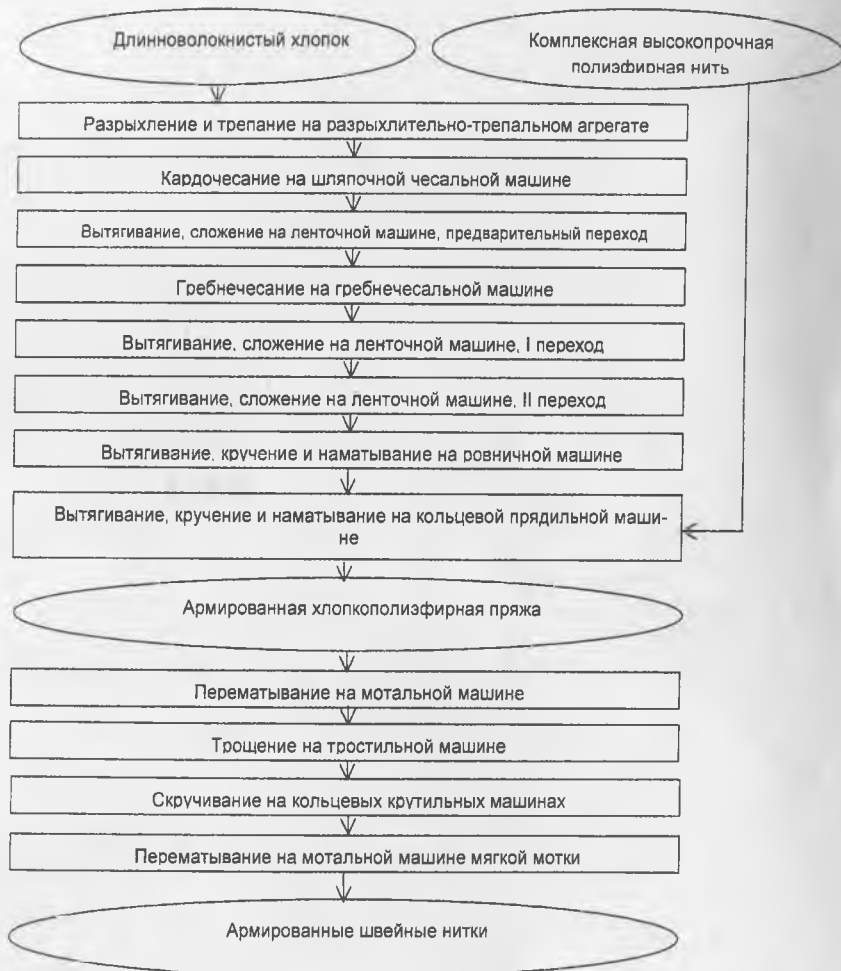 Длинноволокнистый хлопок
Комплексная высокопрочная
полиэфирная нить
Разрыхление и трепание на разрыхлительно-трепальном агрегате
Кардочесание на шляпочной чесальной машине
Вытягивание, сложение на ленточной машине, предварительный переход
Гребнечесание на гребнечесальной машине
Вытягивание, сложение на ленточной машине, I переход
Вытягивание, сложение на ленточной машине, II переход
Вытягивание, кручение и наматывание на ровничной машине
Вытягивание, кручение и наматывание на кольцевой прядильной маши-
не
Армированная хлопкополиэфирная пряжа
Перематывание на мотальной машине
Трощение на тростильной машине
Скручивание на кольцевых крутильных машинах
Перематывание на мотальной машине мягкой мотки
Армированные швейные нитки